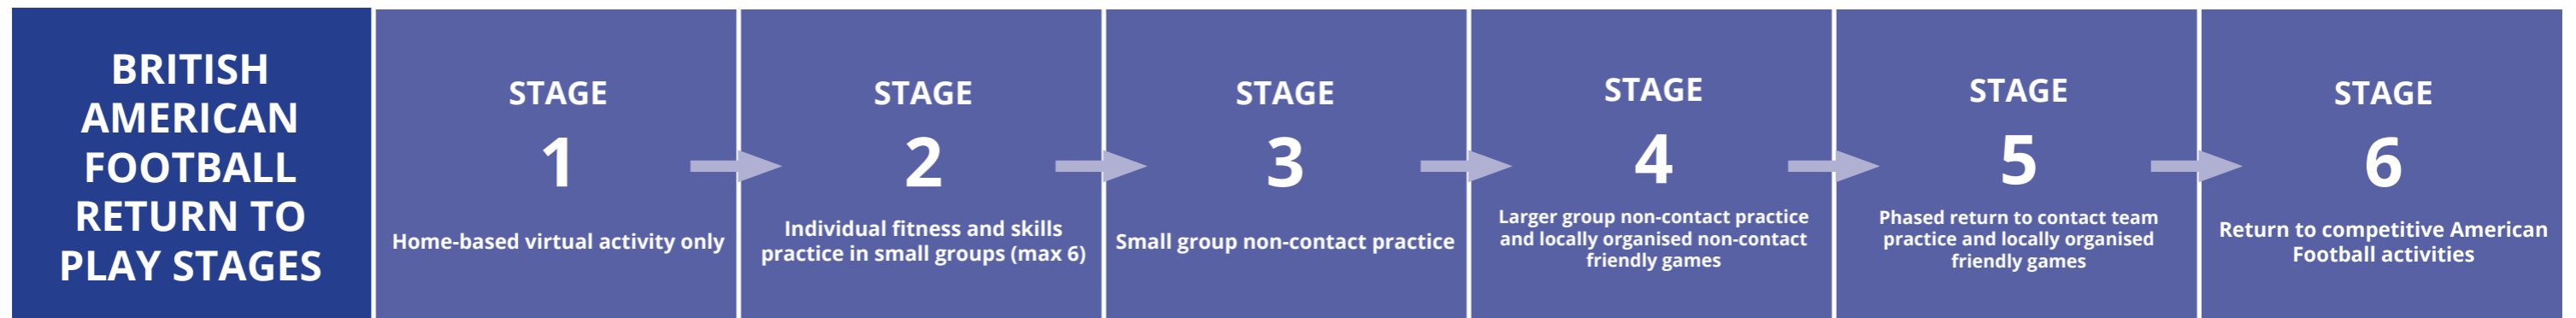 BRITISH
AMERICAN
FOOTBALL
RETURN TO
PLAY STAGES
STAGE
1
Home-based virtual activity only
STAGE
2
Individual fitness and skills
practice in small groups (max 6)
STAGE
3
Small group non-contact practice
STAGE
4
Larger group non-contact practice
and locally organised non-contact
friendly games
STAGE
5
Phased return to contact team
practice and locally organised
friendly games
STAGE
6
Return to competitive American
Football activities